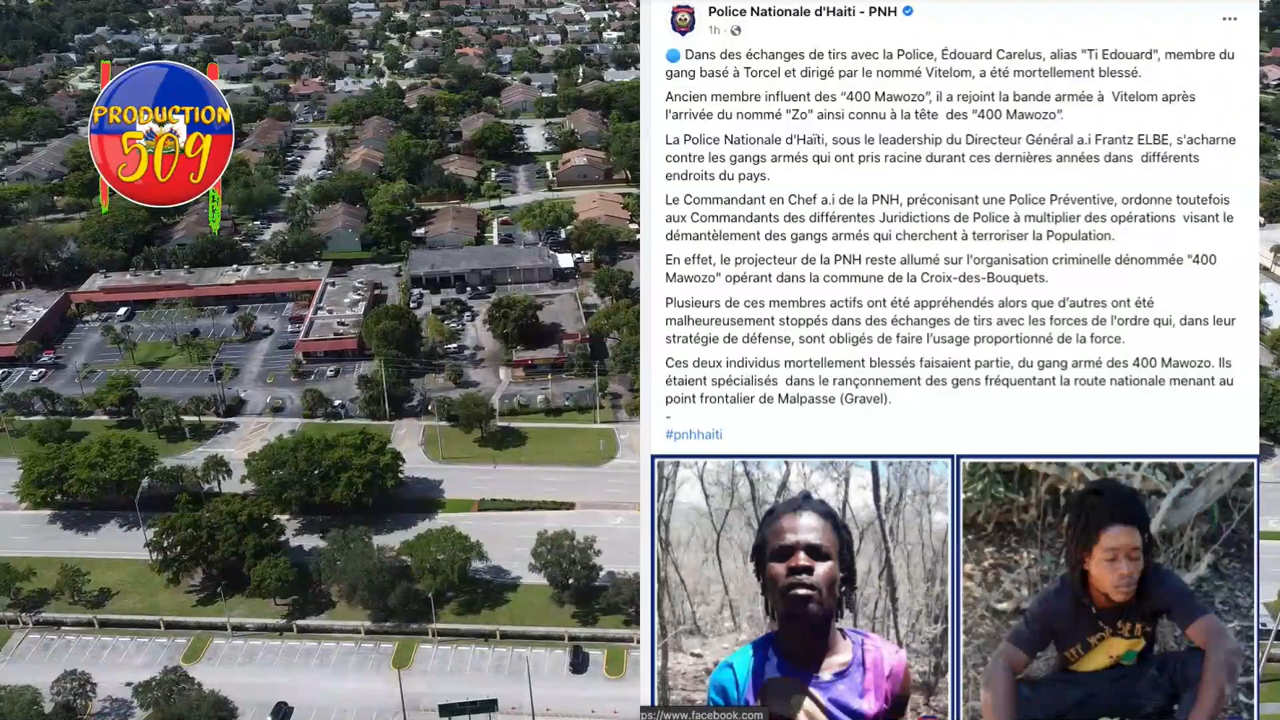 PRODUCTION
509
Police Nationale d'Haiti - PNH
1h ·
Dans des échanges de tirs avec la Police, Édouard Carelus, alias "Ti Edouard", membre du
gang basé à Torcel et dirigé par le nommé Vitelom, a été mortellement blessé.
Ancien membre influent des “400 Mawozo”, il a rejoint la bande armée à Vitelom après
l'arrivée du nommé "Zo" ainsi connu à la tête des "400 Mawozo”.
La Police Nationale d'Haïti, sous le leadership du Directeur Général a.i Frantz ELBE, s'acharne
contre les gangs armés qui ont pris racine durant ces dernières années dans différents
endroits du pays.
Le Commandant en Chef a.i de la PNH, préconisant une Police Préventive, ordonne toutefois
aux Commandants des différentes Juridictions de Police à multiplier des opérations visant le
démantèlement des gangs armés qui cherchent à terroriser la Population.
En effet, le projecteur de la PNH reste allumé sur l'organisation criminelle dénommée "400
Mawozo" opérant dans la commune de la Croix-des-Bouquets.
Plusieurs de ces membres actifs ont été appréhendés alors que d’autres ont été
malheureusement stoppés dans des échanges de tirs avec les forces de l'ordre qui, dans leur
stratégie de défense, sont obligés de faire l’usage proportionné de la force.
Ces deux individus mortellement blessés faisaient partie, du gang armé des 400 Mawozo. Ils
étaient spécialisés dans le rançonnement des gens fréquentant la route nationale menant au
point frontalier de Malpasse (Gravel).
-
#pnhhaiti
ps://www.facebook.com